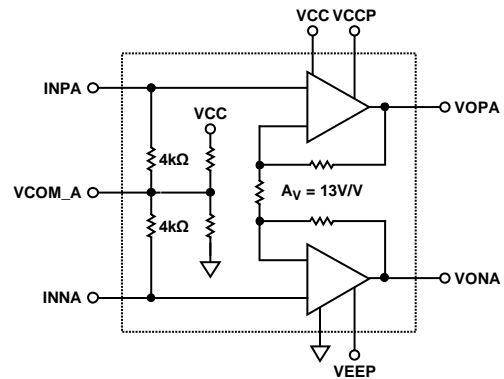 VCC VCCP
INPA
VCC
VOPA
4kΩ
VCOM_A
AV = 13V/V
4kΩ
INNA
VONA
VEEP